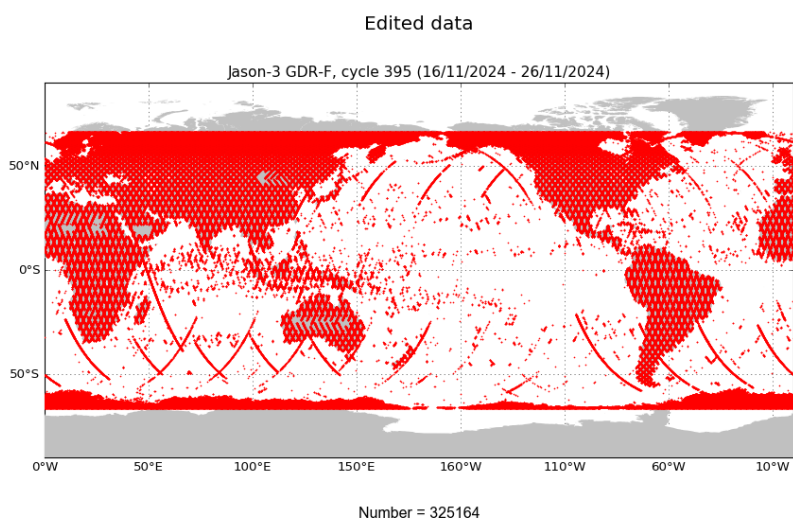 Edited data
Jason-3 GDR-F, cycle 395 (16/11/2024 - 26/11/2024)
50°N
0°S
50°S
0°W 50°E 100°E 150°E 160°W 110°W 60°W 10°W
Number = 325164